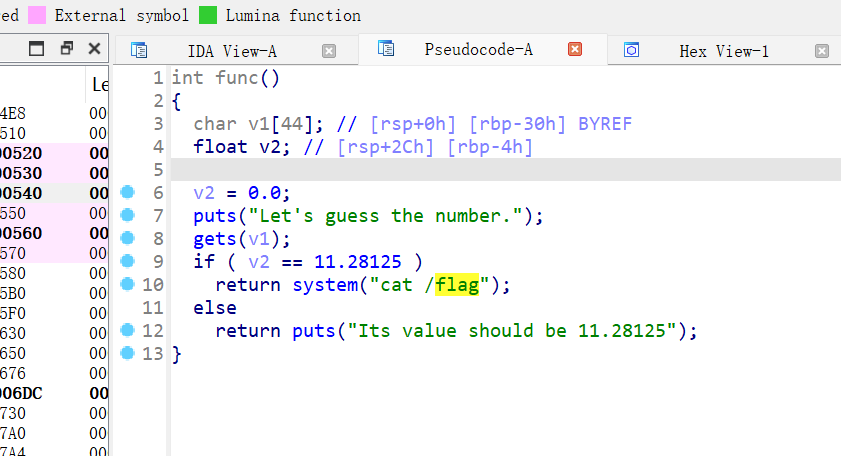 red External symbol Lumina function
IDA View-A Pseudocode-A Hex View-1
Le
4E8 00
510 00
00520 00
00530 00
00540 00
550 00
00560 00
570 00
580 00
5B0 00
5F0 00
630 00
650 00
676 00
006DC 00
730 00
7A0 00
7A4 00
1 int func()
2 {
3 char v1[44]; // [rsp+0h] [rbp-30h] BYREF
4 float v2; // [rsp+2Ch] [rbp-4h]
5
6 v2 = 0.0;
7 puts("Let's guess the number.");
8 gets(v1);
9 if ( v2 == 11.28125 )
10 return system("cat /flag");
11 else
12 return puts("Its value should be 11.28125");
13 }